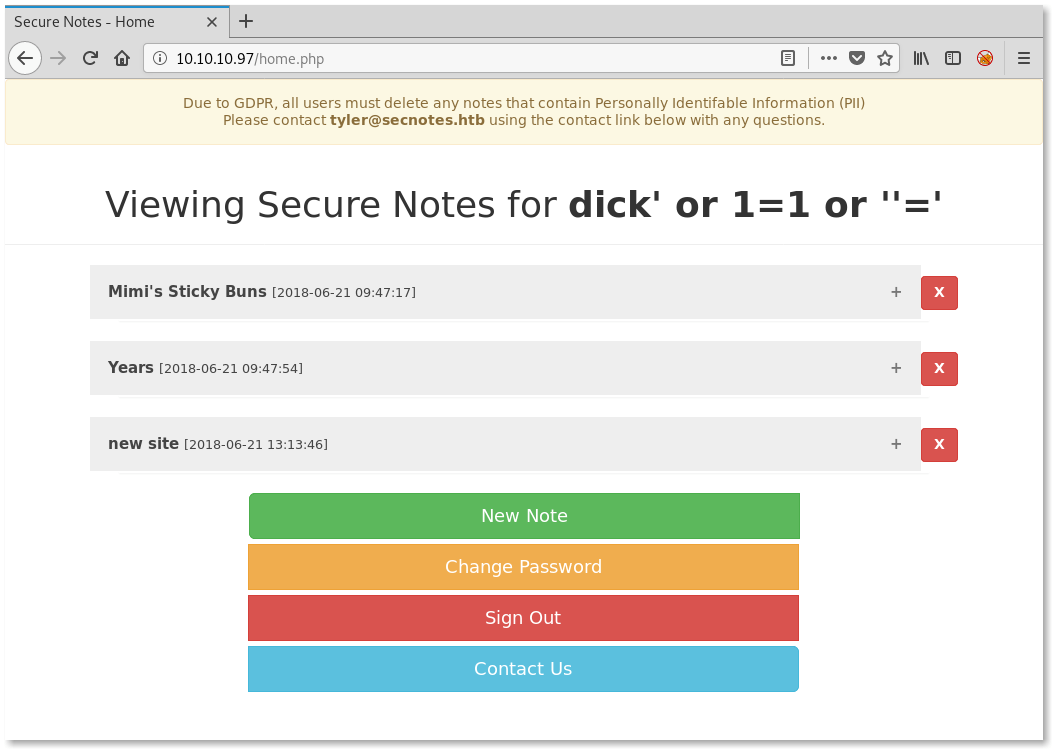 Secure Notes - Home
10.10.10.97/home.php
Due to GDPR, all users must delete any notes that contain Personally Identifable Information (PII)
Please contact tyler@secnotes.htb using the contact link below with any questions.
Viewing Secure Notes for dick' or 1=1 or ''='
Mimi's Sticky Buns [2018-06-21 09:47:17] + X
Years [2018-06-21 09:47:54] + X
new site [2018-06-21 13:13:46] + X
New Note
Change Password
Sign Out
Contact Us